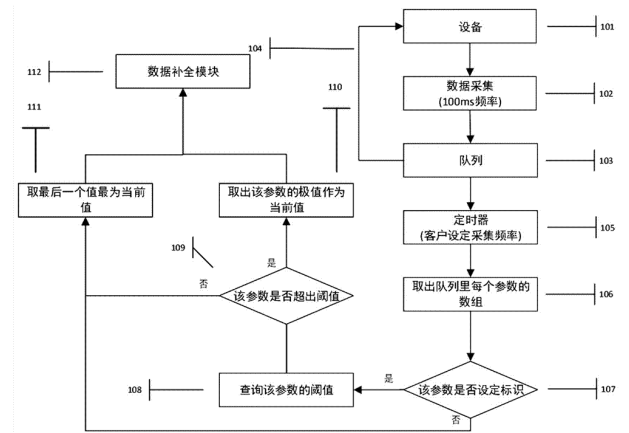 设备
101
104
数据补全模块
112
110
数据采集
(100ms频率)
102
111
队列
103
取最后一个值最为当前
值
取出该参数的极值作为
当前值
定时器
(客户设定采集频率)
105
109
是
否
该参数是否超出阈值
取出队列里每个参数的
数组
106
108
查询该参数的阈值
是
该参数是否设定标识
107
否